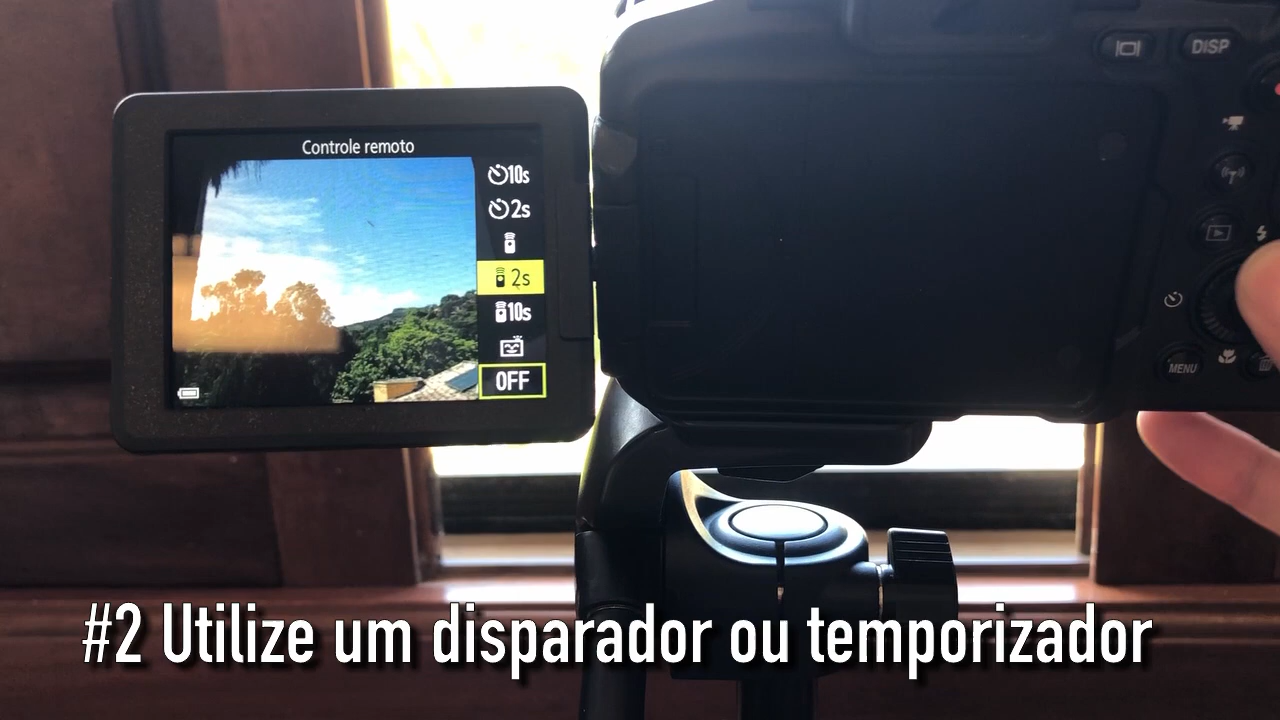 DISP
Controle remoto
10s
2s
2s
10s
OFF
MENU
#2 Utilize um disparador ou temporizador